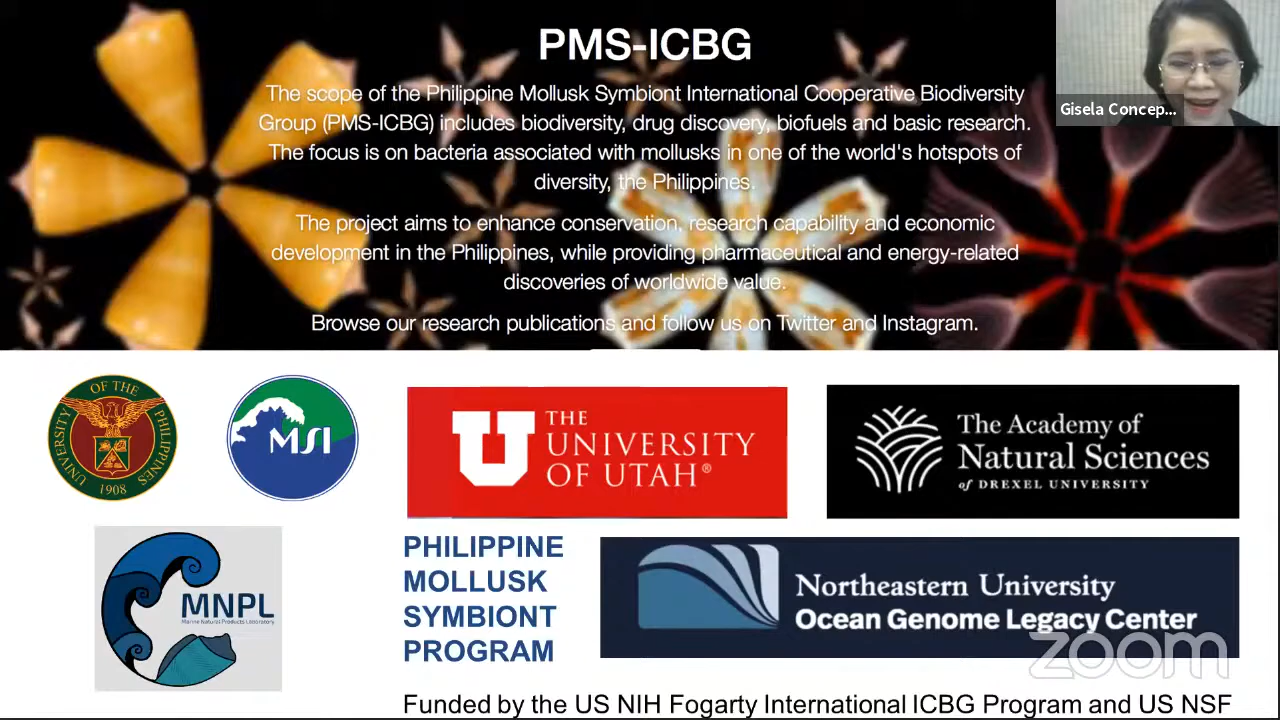 PMS-ICBG
Gisela Concep...
The scope of the Philippine Mollusk Symbiont International Cooperative Biodiversity
Group (PMS-ICBG) includes biodiversity, drug discovery, biofuels and basic research.
The focus is on bacteria associated with mollusks in one of the world's hotspots of
diversity, the Philippines.
The project aims to enhance conservation, research capability and economic
development in the Philippines, while providing pharmaceutical and energy-related
discoveries of worldwide value.
Browse our research publications and follow us on Twitter and Instagram.
UNIVERSITY OF THE PHILIPPINES
1908
MSI
THE
UNIVERSITY
OF UTAH®
The Academy of
Natural Sciences
of DREXEL UNIVERSITY
MNPL
Marine Natural Products Laboratory
PHILIPPINE
MOLLUSK
SYMBIONT
PROGRAM
Northeastern University
Ocean Genome Legacy Center
zoom
Funded by the US NIH Fogarty International ICBG Program and US NSF